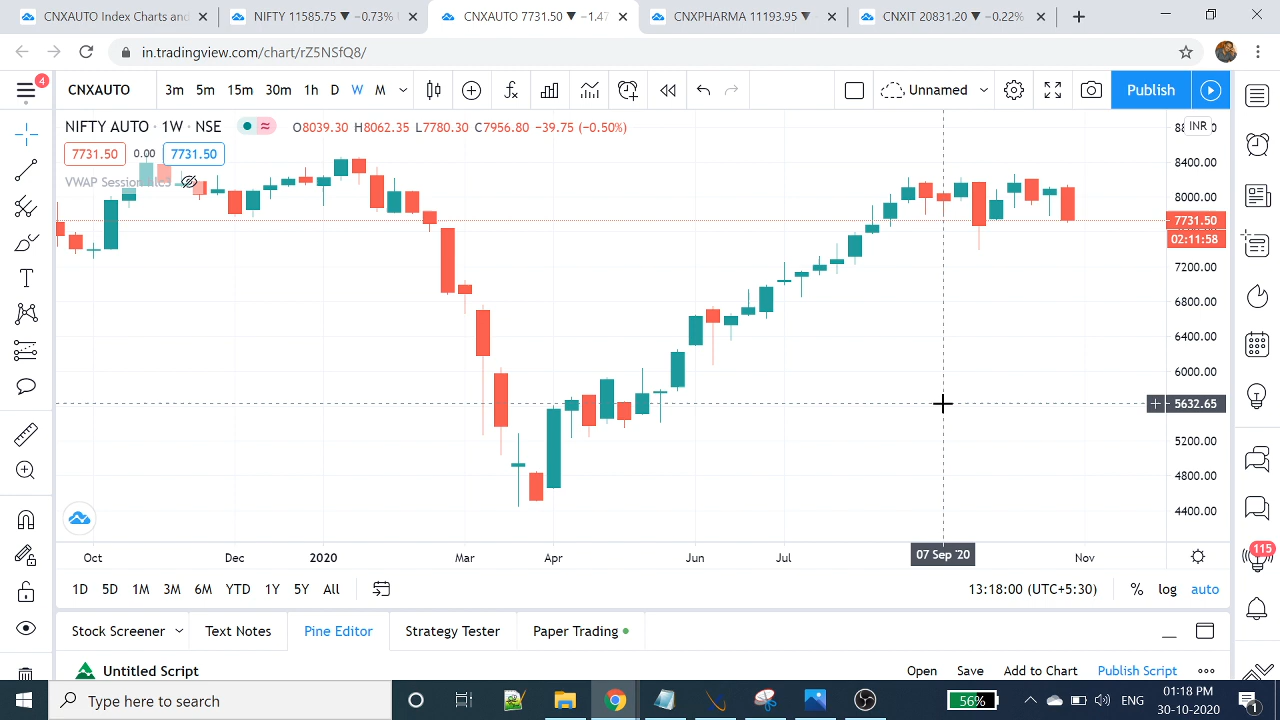 CNXAUTO Index Charts and
NIFTY 11585.75 ▼ −0.73% U
CNXAUTO 7731.50 ▼ −1.47
CNXPHARMA 11193.95 ▼
▼ −0.22%
in.tradingview.com/chart/rZ5NSfQ8/
4
CNXAUTO
3m 5m 15m 30m 1h D W M
Unnamed
Publish
NIFTY AUTO · 1W · NSE
O8039.30 H8062.35 L7780.30 C7956.80 −39.75 (−0.50%)
INR
7731.50 0.00 7731.50
8400.00
8000.00
7731.50
02:11:58
7200.00
6800.00
6400.00
6000.00
5632.65
5200.00
4800.00
4400.00
Oct Dec 2020 Mar Apr Jun Jul 07 Sep '20 Nov
1D 5D 1M 3M 6M YTD 1Y 5Y All
13:18:00 (UTC+5:30) % log auto
115
Stock Screener Text Notes Pine Editor Strategy Tester Paper Trading
Untitled Script
Open Save Add to Chart Publish Script
Type here to search
56%
ENG
01:18 PM
30-10-2020
1